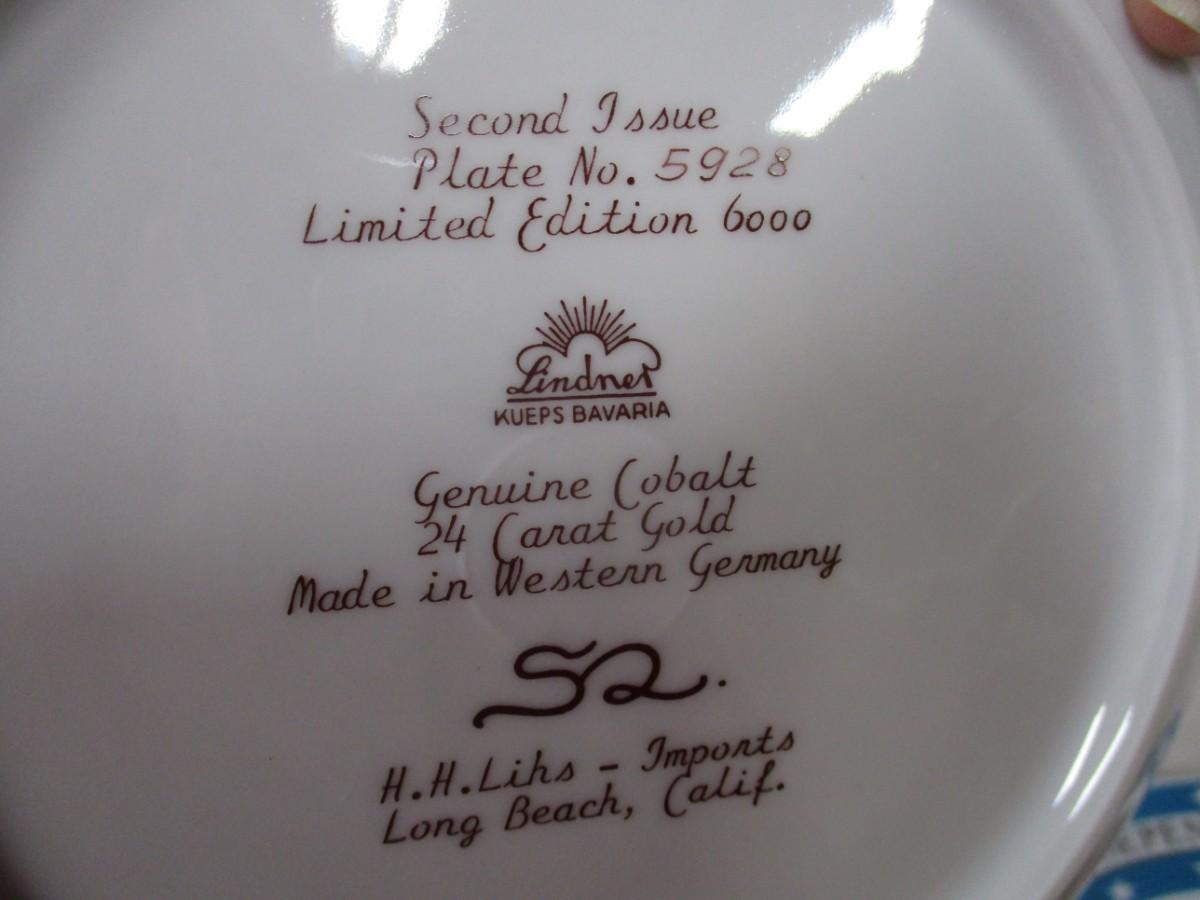 Second Issue
Plate No. 5928
Limited Edition 6000
Lindner
KUEPS BAVARIA
Genuine Cobalt
24 Carat Gold
Made in Western Germany
H.H.Lihs - Imports
Long Beach, Calif.